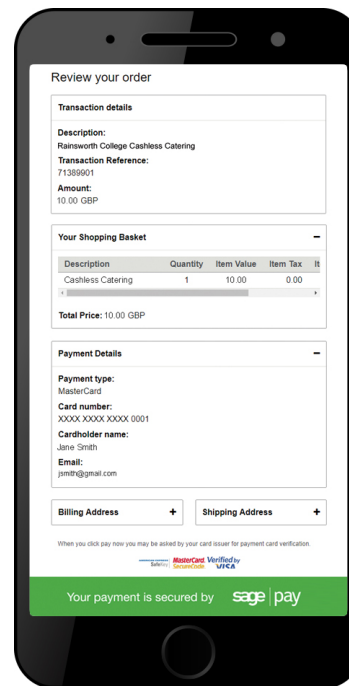 Review your order
Transaction details
Description:
Rainsworth College Cashless Catering
Transaction Reference:
71389901
Amount:
10.00 GBP
Your Shopping Basket −
Description Quantity Item Value Item Tax It
Cashless Catering 1 10.00 0.00
Total Price: 10.00 GBP
Payment Details −
Payment type:
MasterCard
Card number:
XXXX XXXX XXXX 0001
Cardholder name:
Jane Smith
Email:
jsmith@gmail.com
Billing Address + Shipping Address +
When you click pay now you may be asked by your card issuer for payment card verification.
SafeKey MasterCard. SecureCode. Verified by VISA
Your payment is secured by sage pay